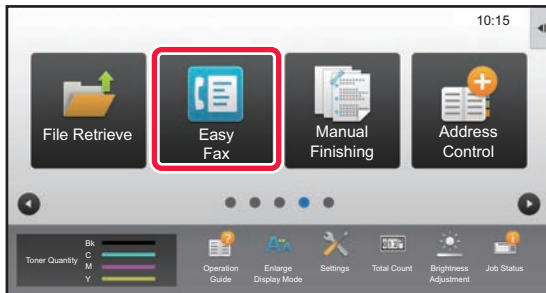 10:15
File Retrieve
Easy
Fax
Manual
Finishing
Address
Control
Toner Quantity
Bk
C
M
Y
Operation
Guide
Enlarge
Display Mode
Settings
Total Count
Brightness
Adjustment
Job Status